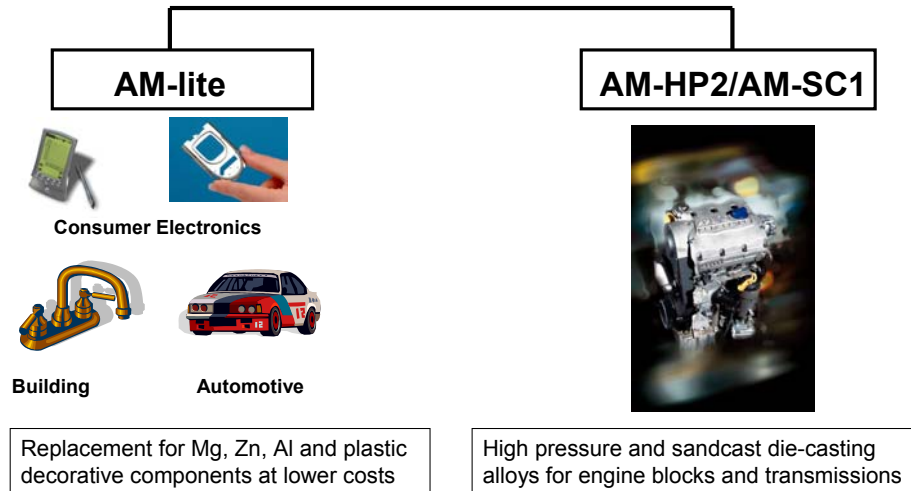 AM-lite
AM-HP2/AM-SC1
Consumer Electronics
Building
Automotive
Replacement for Mg, Zn, Al and plastic
decorative components at lower costs
High pressure and sandcast die-casting
alloys for engine blocks and transmissions